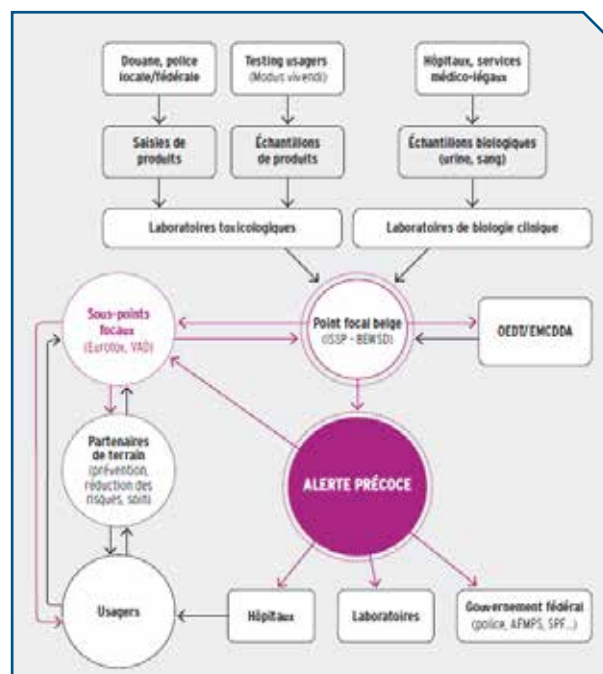 Douane, police
locale/fédérale
Testing usagers
(Modus vivendi)
Hôpitaux, services
médico-légaux
Saisies de
produits
Échantillons
de produits
Échantillons biologiques
(urine, sang)
Laboratoires toxicologiques
Laboratoires de biologie clinique
Sous-points
focaux
(Eurotox, VAD)
Point focal belge
(ISSP - BEWSD)
OEDT/EMCDDA
Partenaires
de terrain
(prévention,
réduction des
risques, soin)
ALERTE PRÉCOCE
Usagers
Hôpitaux
Laboratoires
Gouvernement fédéral
(police, AFMPS, SPF...)